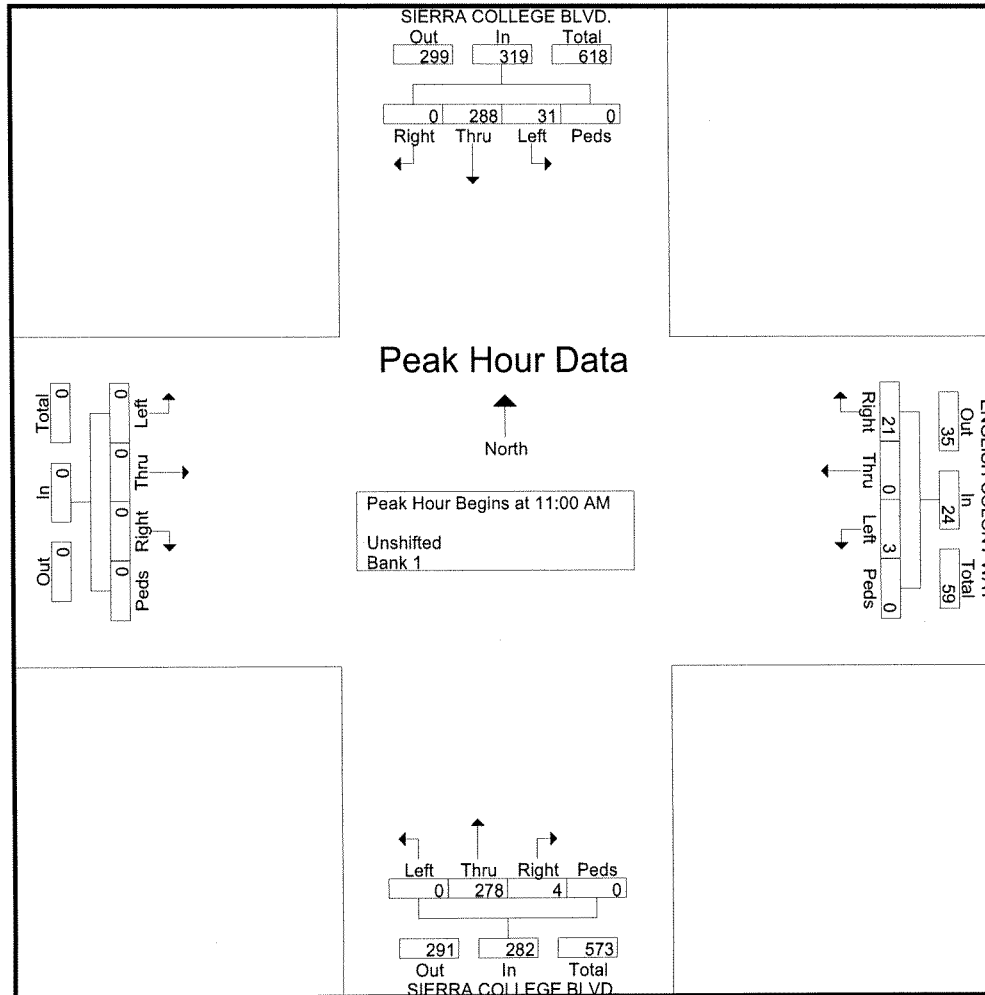 SIERRA COLLEGE BLVD.
Out In Total
299 319 618
0 288 31 0
Right Thru Left Peds
Peak Hour Data
North
Peak Hour Begins at 11:00 AM
Unshifted
Bank 1
Total In Out
0 0 0
0 0 0 0
Left Thru Right Peds
ENGLISH COLONY WAY
Out In Total
35 24 59
21 0 3 0
Right Thru Left Peds
Left Thru Right Peds
0 278 4 0
291 282 573
Out In Total
SIERRA COLLEGE BLVD.